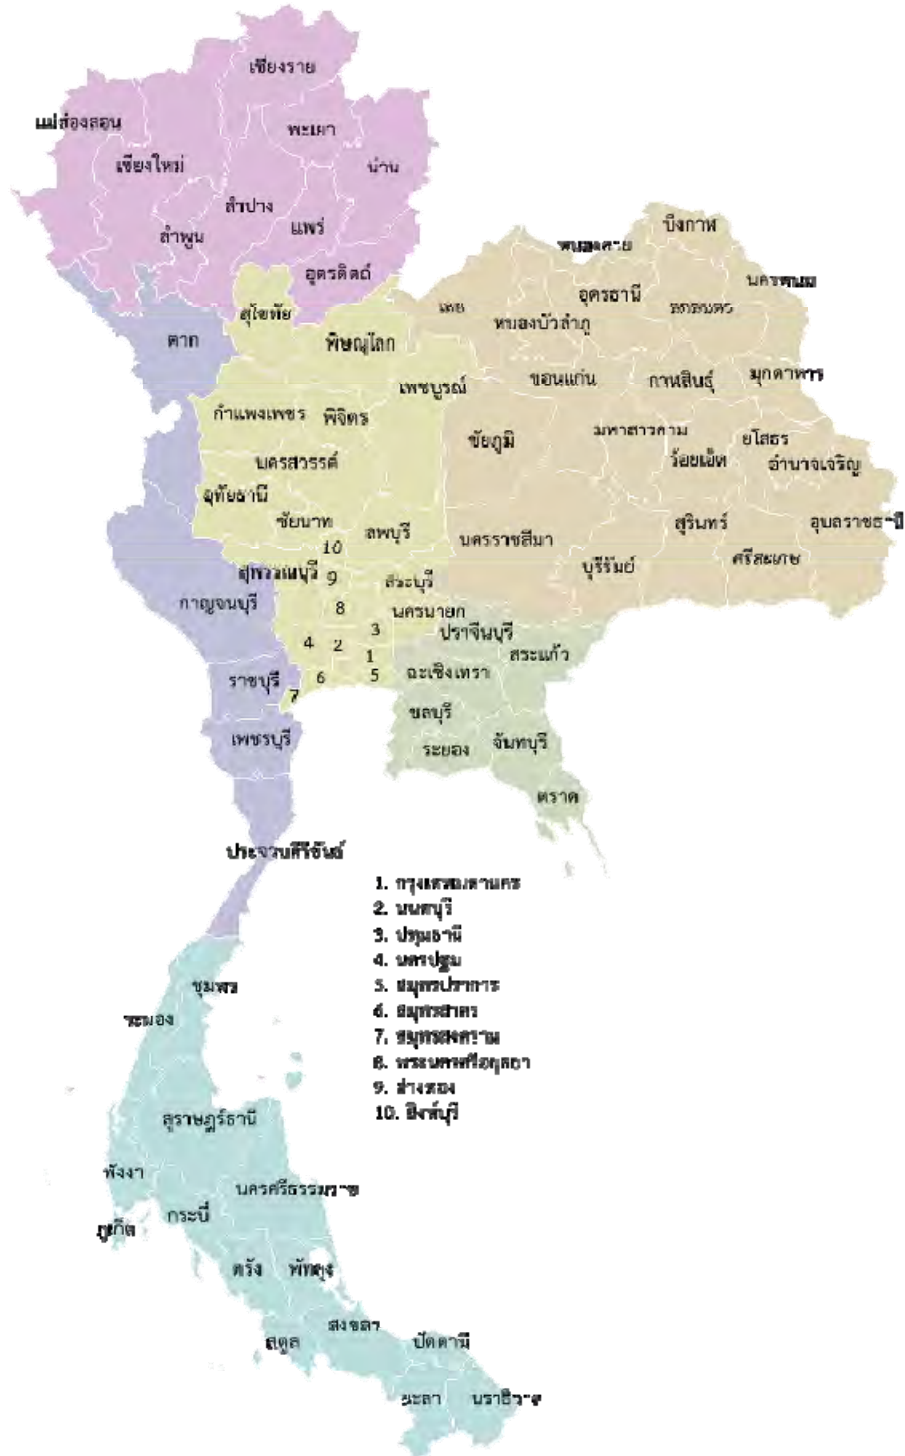 เชียงราย
แม่ฮ่องสอน
พะเยา
เชียงใหม่
น่าน
ลำปาง
ลำพูน
แพร่
อุตรดิตถ์
บึงกาฬ
หนองคาย
นครพนม
อุดรธานี
สกลนคร
เลย
หนองบัวลำภู
สุโขทัย
ตาก
พิษณุโลก
ขอนแก่น
กาฬสินธุ์
มุกดาหาร
เพชรบูรณ์
กำแพงเพชร
พิจิตร
ชัยภูมิ
มหาสารคาม
ยโสธร
ร้อยเอ็ด
อำนาจเจริญ
นครสวรรค์
อุทัยธานี
ชัยนาท
ลพบุรี
สุรินทร์
อุบลราชธานี
10
นครราชสีมา
บุรีรัมย์
ศรีสะเกษ
สุพรรณบุรี
9
สระบุรี
กาญจนบุรี
8
นครนายก
3
ปราจีนบุรี
4
2
1
สระแก้ว
ราชบุรี
6
5
ฉะเชิงเทรา
7
ชลบุรี
เพชรบุรี
ระยอง
จันทบุรี
ตราด
ประจวบคีรีขันธ์
1. กรุงเทพมหานคร
2. นนทบุรี
3. ปทุมธานี
4. นครปฐม
5. สมุทรปราการ
6. สมุทรสาคร
7. สมุทรสงคราม
8. พระนครศรีอยุธยา
9. อ่างทอง
10. สิงห์บุรี
ชุมพร
ระนอง
สุราษฎร์ธานี
พังงา
นครศรีธรรมราช
กระบี่
ภูเก็ต
ตรัง
พัทลุง
สงขลา
สตูล
ปัตตานี
ยะลา
นราธิวาส